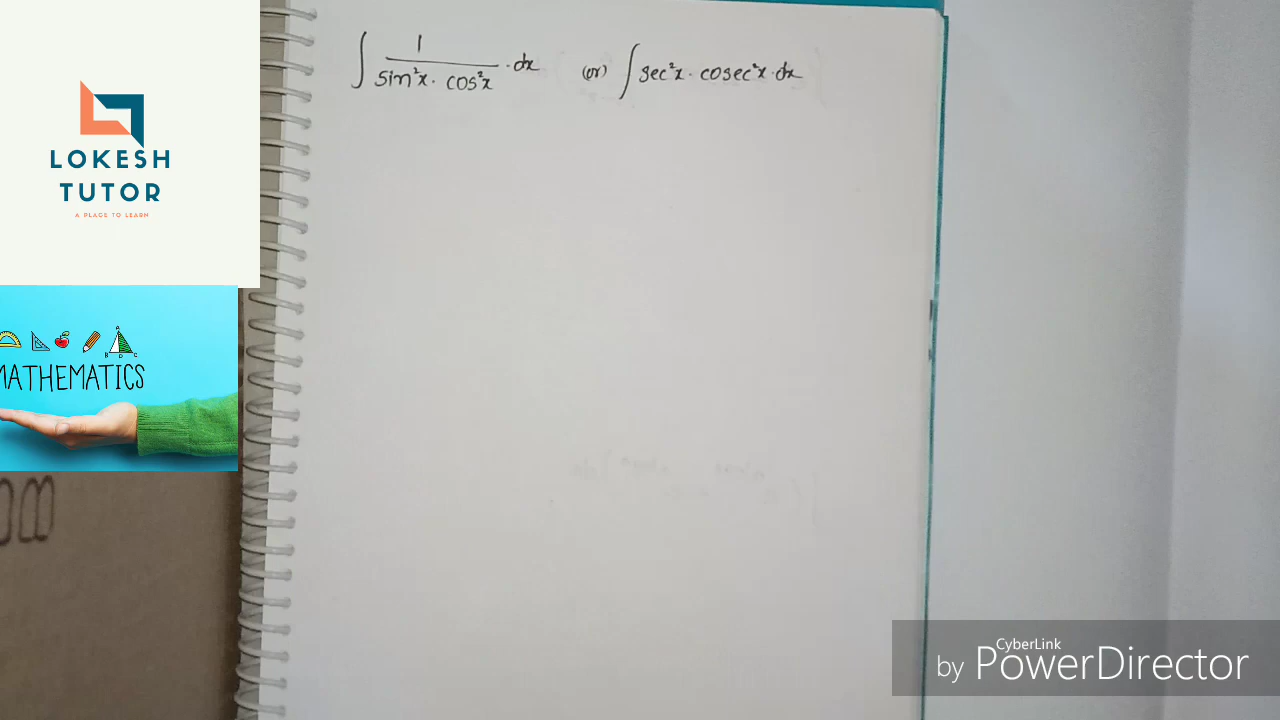 ∫ 1/(sin²x · cos²x) · dx (or) ∫ sec²x · cosec²x · dx
LOKESH
TUTOR
A PLACE TO LEARN
MATHEMATICS
CyberLink
by PowerDirector